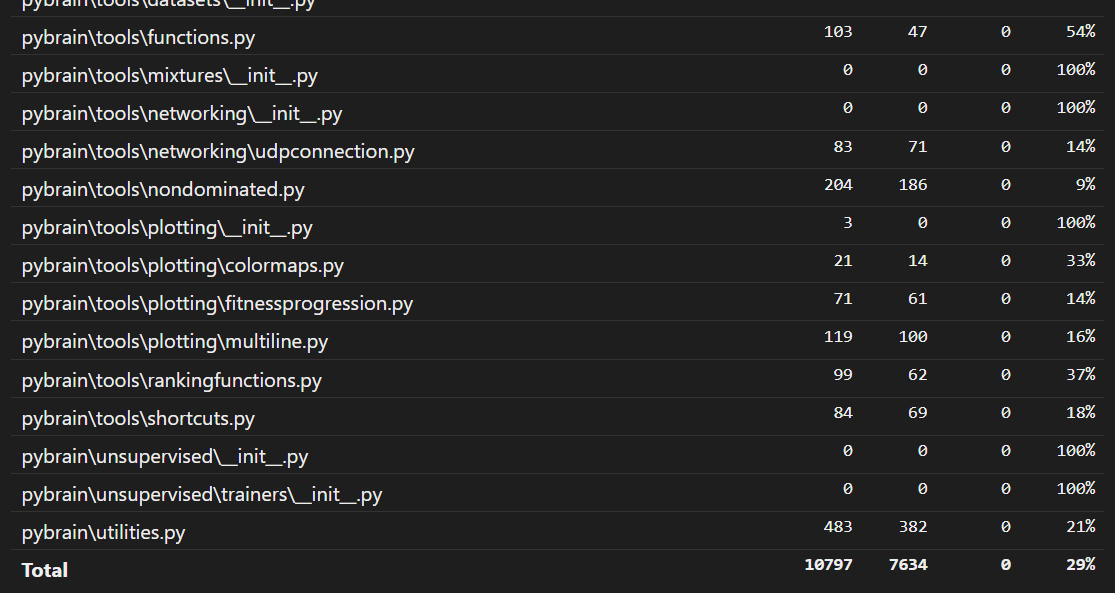 pybrain\tools\datasets\__init__.py
pybrain\tools\functions.py 103 47 0 54%
pybrain\tools\mixtures\__init__.py 0 0 0 100%
pybrain\tools\networking\__init__.py 0 0 0 100%
pybrain\tools\networking\udpconnection.py 83 71 0 14%
pybrain\tools\nondominated.py 204 186 0 9%
pybrain\tools\plotting\__init__.py 3 0 0 100%
pybrain\tools\plotting\colormaps.py 21 14 0 33%
pybrain\tools\plotting\fitnessprogression.py 71 61 0 14%
pybrain\tools\plotting\multiline.py 119 100 0 16%
pybrain\tools\rankingfunctions.py 99 62 0 37%
pybrain\tools\shortcuts.py 84 69 0 18%
pybrain\unsupervised\__init__.py 0 0 0 100%
pybrain\unsupervised\trainers\__init__.py 0 0 0 100%
pybrain\utilities.py 483 382 0 21%
Total 10797 7634 0 29%